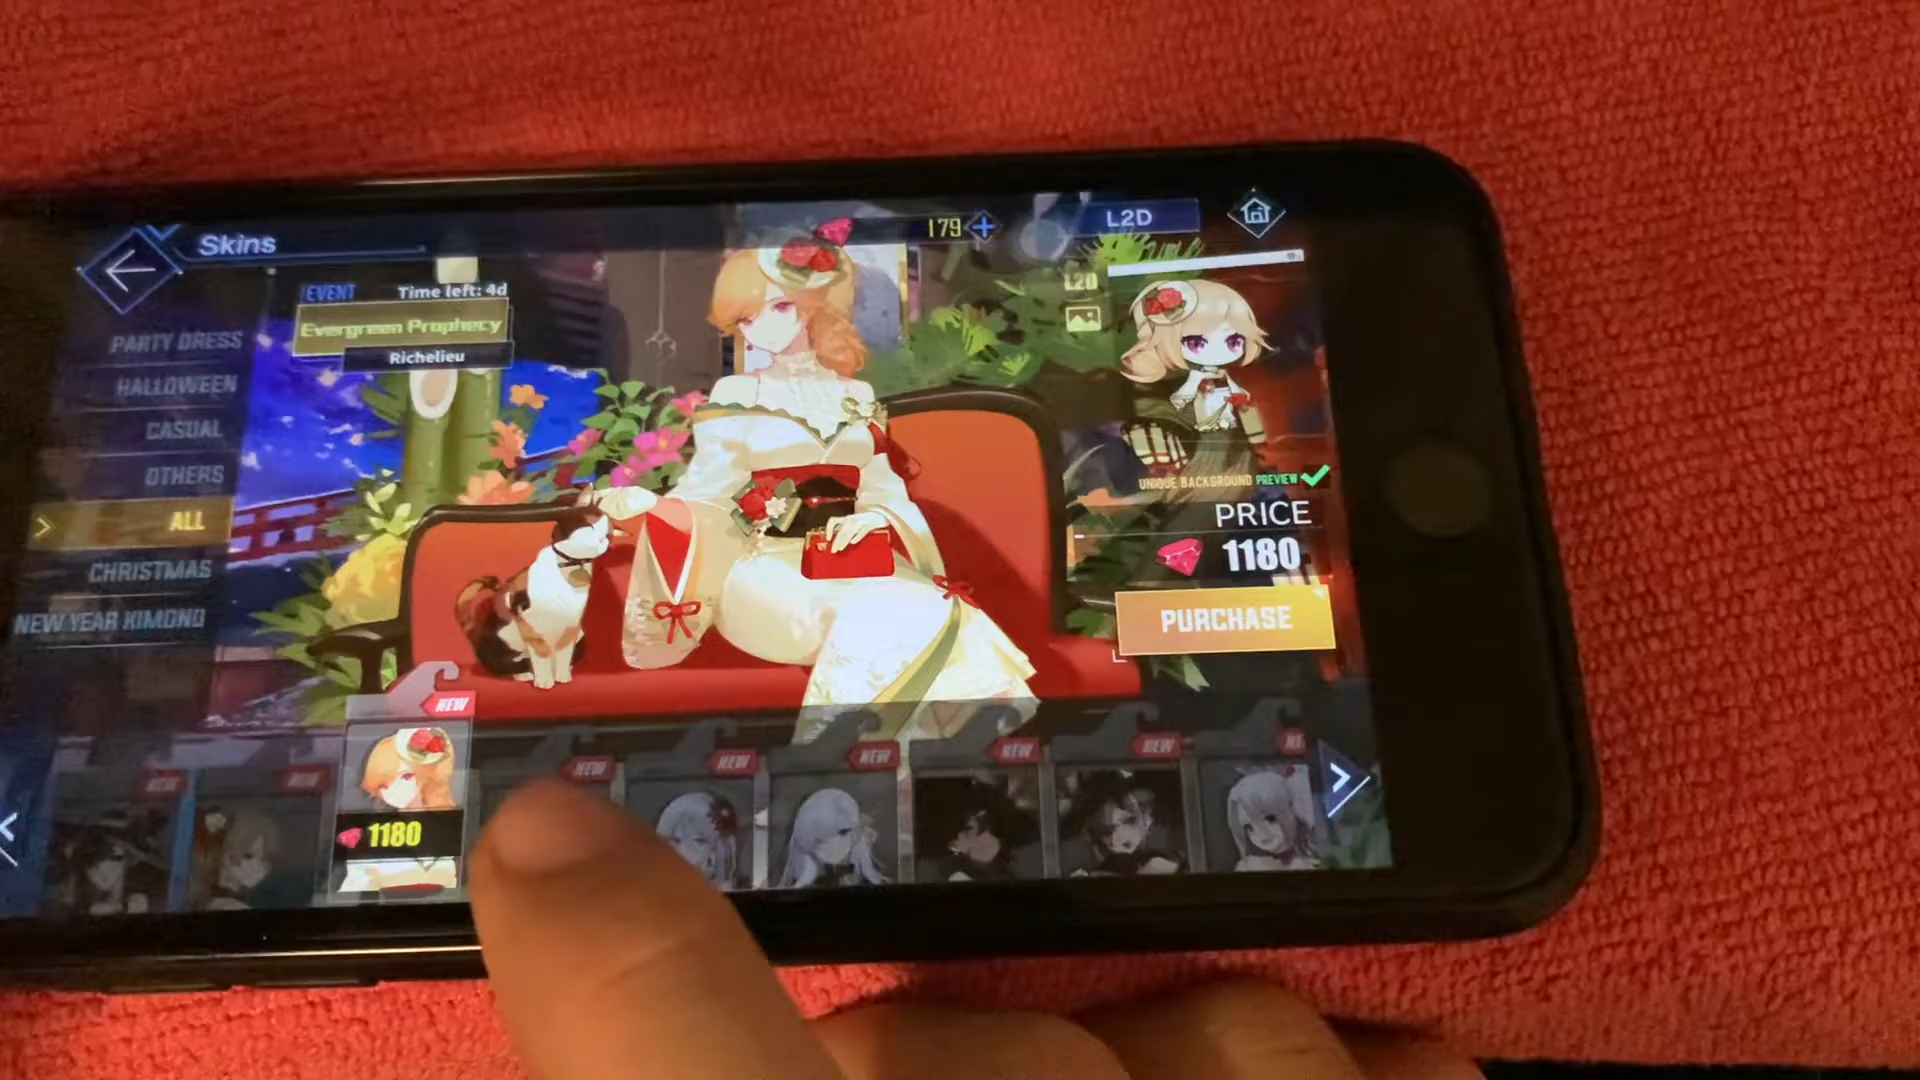 Skins
179
L2D
EVENT
Time left: 4d
Evergreen Prophecy
Richelieu
L2D
PARTY DRESS
HALLOWEEN
CASUAL
OTHERS
ALL
CHRISTMAS
NEW YEAR KIMONO
UNIQUE BACKGROUND PREVIEW
PRICE
1180
PURCHASE
NEW
NEW
NEW
NEW
NEW
NEW
1180